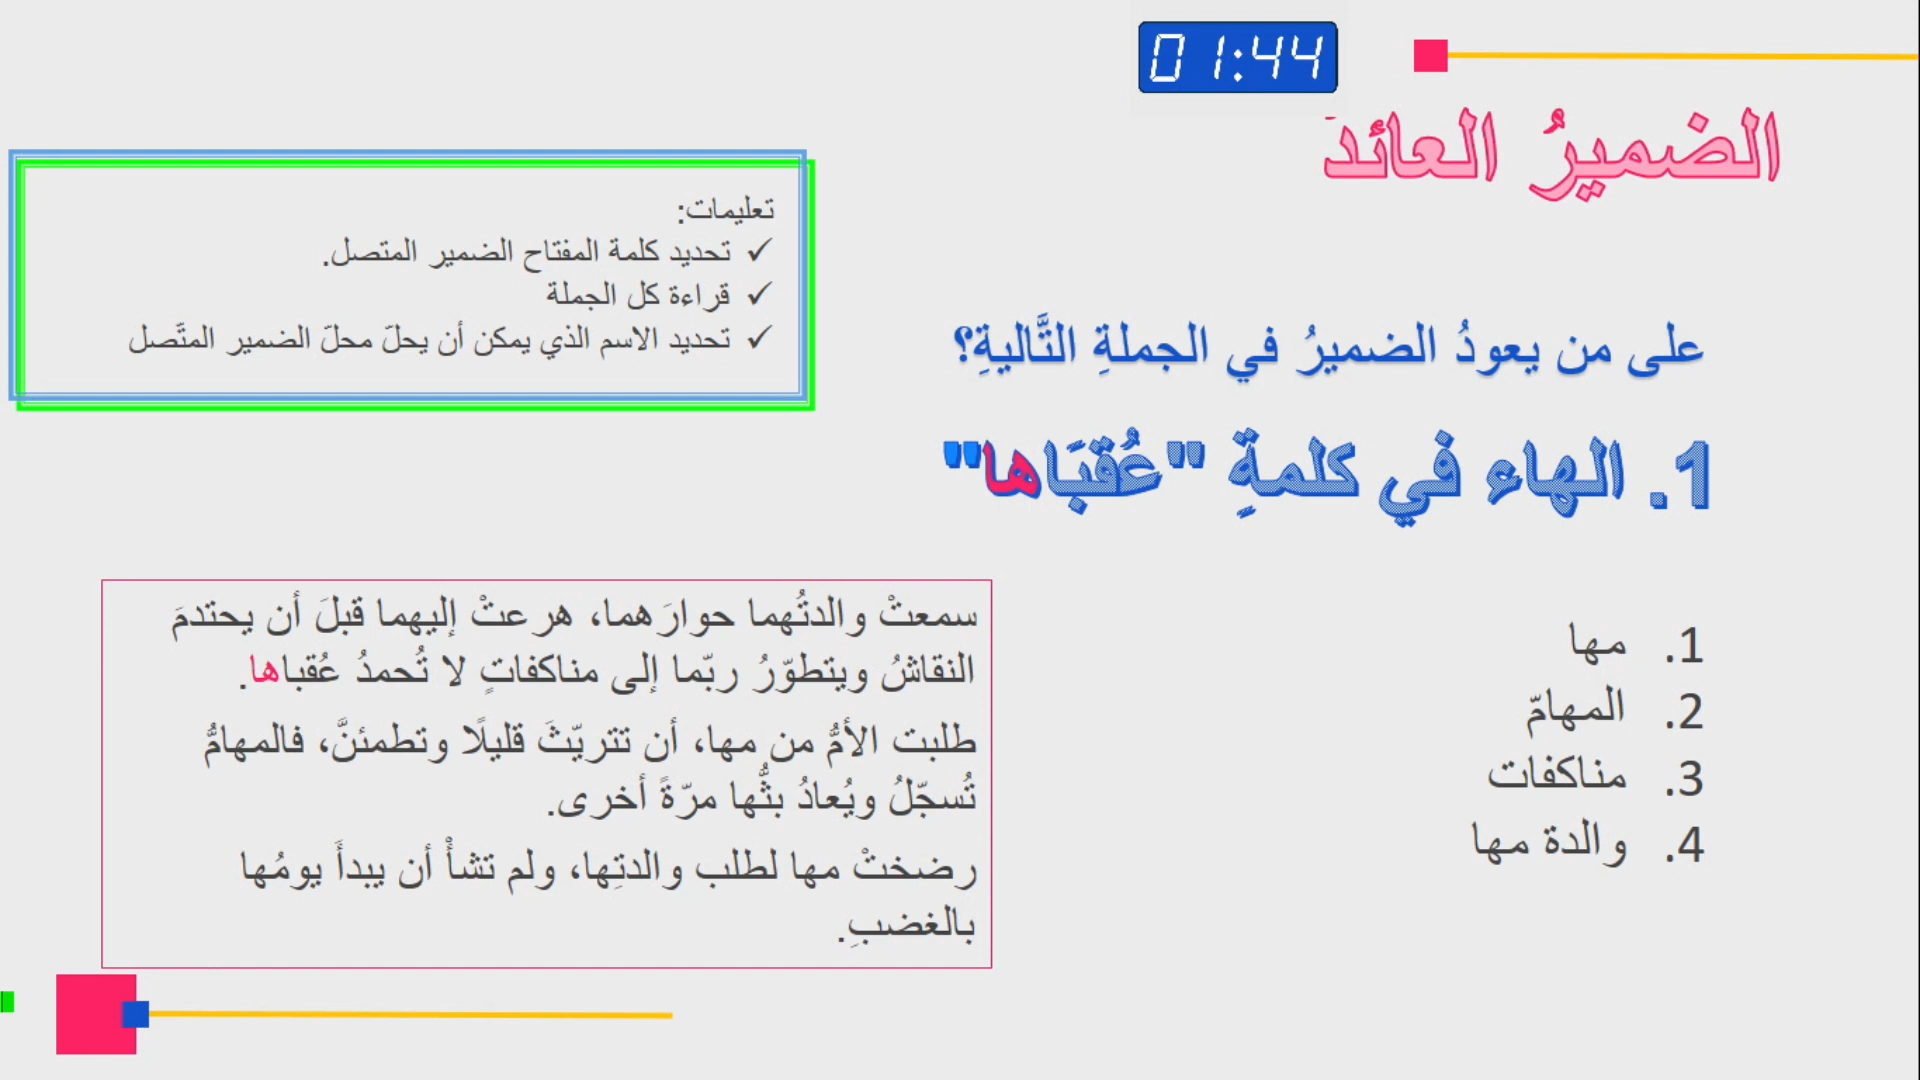 01:44
الضميرُ العائدُ
تعليمات:
✓ تحديد كلمة المفتاح الضمير المتصل.
✓ قراءة كل الجملة
✓ تحديد الاسم الذي يمكن أن يحلّ محلّ الضمير المتّصل
على من يعودُ الضميرُ في الجملةِ التَّاليةِ؟
1. الهاء في كلمةِ "عُقبَاها"
1. مها
2. المهامّ
3. مناكفات
4. والدة مها
سمعتْ والدتُهما حوارَهما، هرعتْ إليهما قبلَ أن يحتدمَ
النقاشُ ويتطوّرُ ربّما إلى مناكفاتٍ لا تُحمدُ عُقباها.
طلبت الأمُّ من مها، أن تتريّثَ قليلًا وتطمئنَّ، فالمهامُّ
تُسجّلُ ويُعادُ بثُّها مرّةً أخرى.
رضختْ مها لطلب والدتِها، ولم تشأْ أن يبدأَ يومُها
بالغضبِ.